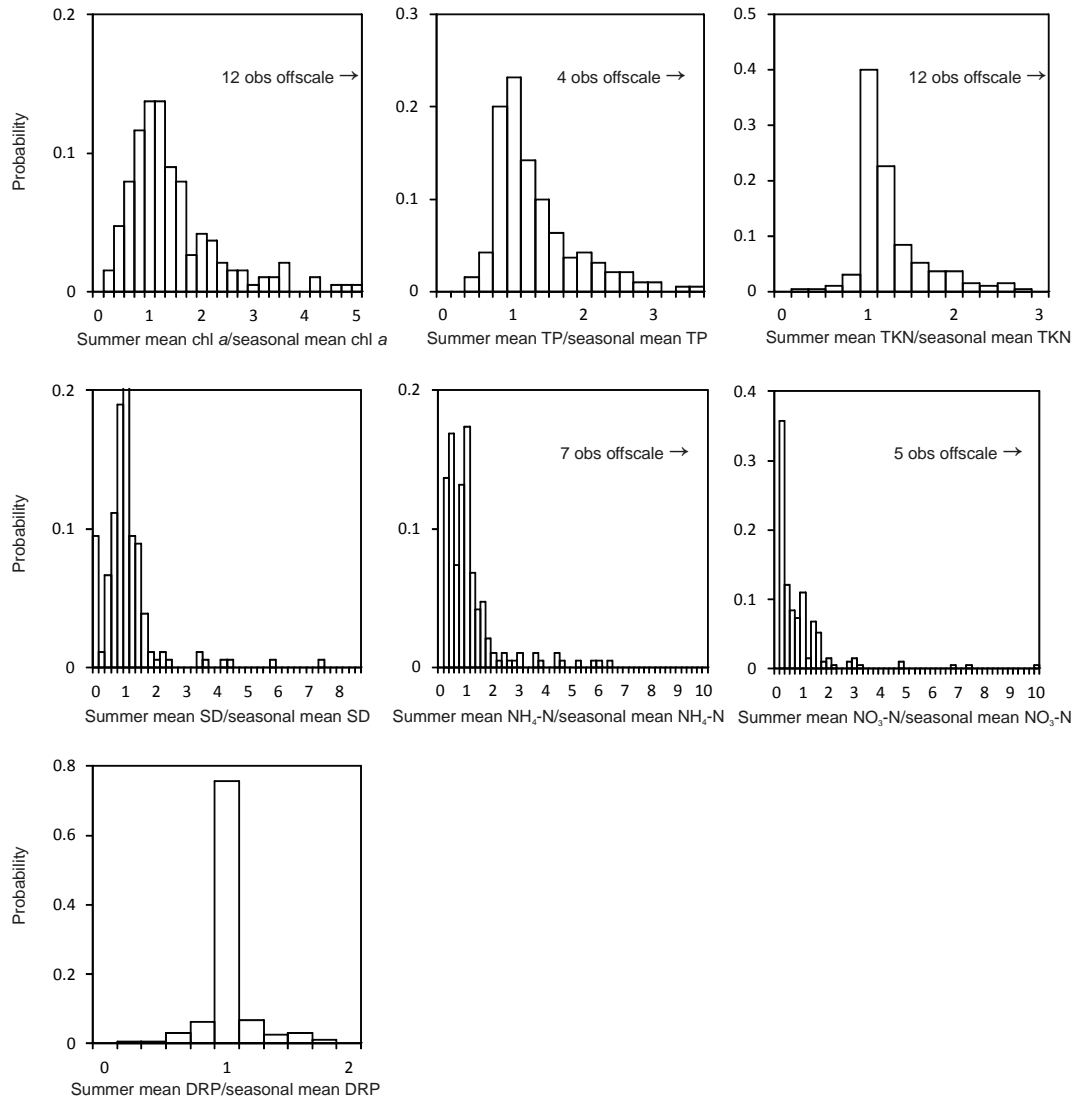 0.2
12 obs offscale →
Probability
0.1
0
0 1 2 3 4 5
Summer mean chl a/seasonal mean chl a
0.3
4 obs offscale →
0.2
0.1
0
0 1 2 3
Summer mean TP/seasonal mean TP
0.5
12 obs offscale →
0.4
0.3
0.2
0.1
0
0 1 2 3
Summer mean TKN/seasonal mean TKN
0.2
Probability
0.1
0
0 1 2 3 4 5 6 7 8
Summer mean SD/seasonal mean SD
0.2
7 obs offscale →
0.1
0
0 1 2 3 4 5 6 7 8 9 10
Summer mean NH₄-N/seasonal mean NH₄-N
0.4
5 obs offscale →
0.3
0.2
0.1
0
0 1 2 3 4 5 6 7 8 9 10
Summer mean NO₃-N/seasonal mean NO₃-N
0.8
Probability
0.6
0.4
0.2
0
0 1 2
Summer mean DRP/seasonal mean DRP